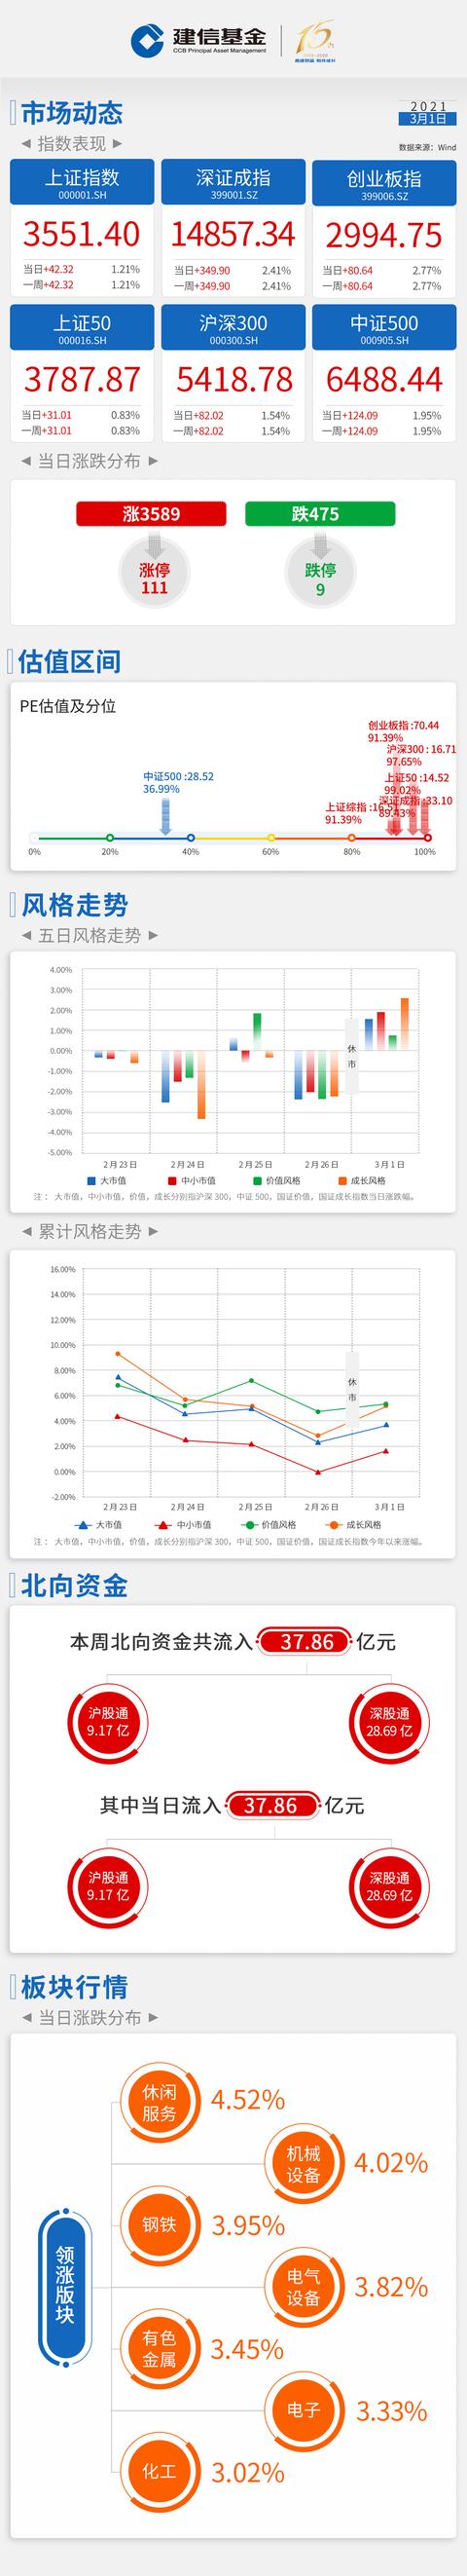 建信基金
CCB Principal Asset Management
15
市场动态
2021
3月1日
指数表现
数据来源：Wind
上证指数
000001.SH
3551.40
当日+42.32 1.21%
一周+42.32 1.21%
深证成指
399001.SZ
14857.34
当日+349.90 2.41%
一周+349.90 2.41%
创业板指
399006.SZ
2994.75
当日+80.64 2.77%
一周+80.64 2.77%
上证50
000016.SH
3787.87
当日+31.01 0.83%
一周+31.01 0.83%
沪深300
000300.SH
5418.78
当日+82.02 1.54%
一周+82.02 1.54%
中证500
000905.SH
6488.44
当日+124.09 1.95%
一周+124.09 1.95%
当日涨跌分布
涨3589
跌475
涨停
111
跌停
9
估值区间
PE估值及分位
创业板指 :70.44
91.39%
沪深300 : 16.71
97.65%
中证500 :28.52
36.99%
上证50 :14.52
99.02%
深证成指 :33.10
89.43%
上证综指 :16.51
91.39%
0% 20% 40% 60% 80% 100%
风格走势
五日风格走势
4.00%
3.00%
2.00%
1.00%
0.00%
-1.00%
-2.00%
-3.00%
-4.00%
-5.00%
休
市
2月23日 2月24日 2月25日 2月26日 3月1日
大市值 中小市值 价值风格 成长风格
注： 大市值，中小市值，价值，成长分别指沪深 300，中证 500，国证价值，国证成长指数当日涨跌幅。
累计风格走势
16.00%
14.00%
12.00%
10.00%
8.00%
6.00%
4.00%
2.00%
0.00%
-2.00%
休
市
2月23日 2月24日 2月25日 2月26日 3月1日
大市值 中小市值 价值风格 成长风格
注： 大市值，中小市值，价值，成长分别指沪深 300，中证 500，国证价值，国证成长指数今年以来涨幅。
北向资金
本周北向资金共流入 37.86 亿元
沪股通
9.17 亿
深股通
28.69 亿
其中当日流入 37.86 亿元
沪股通
9.17 亿
深股通
28.69 亿
板块行情
当日涨跌分布
领涨版块
休闲
服务
4.52%
机械
设备
4.02%
钢铁
3.95%
电气
设备
3.82%
有色
金属
3.45%
电子
3.33%
化工
3.02%